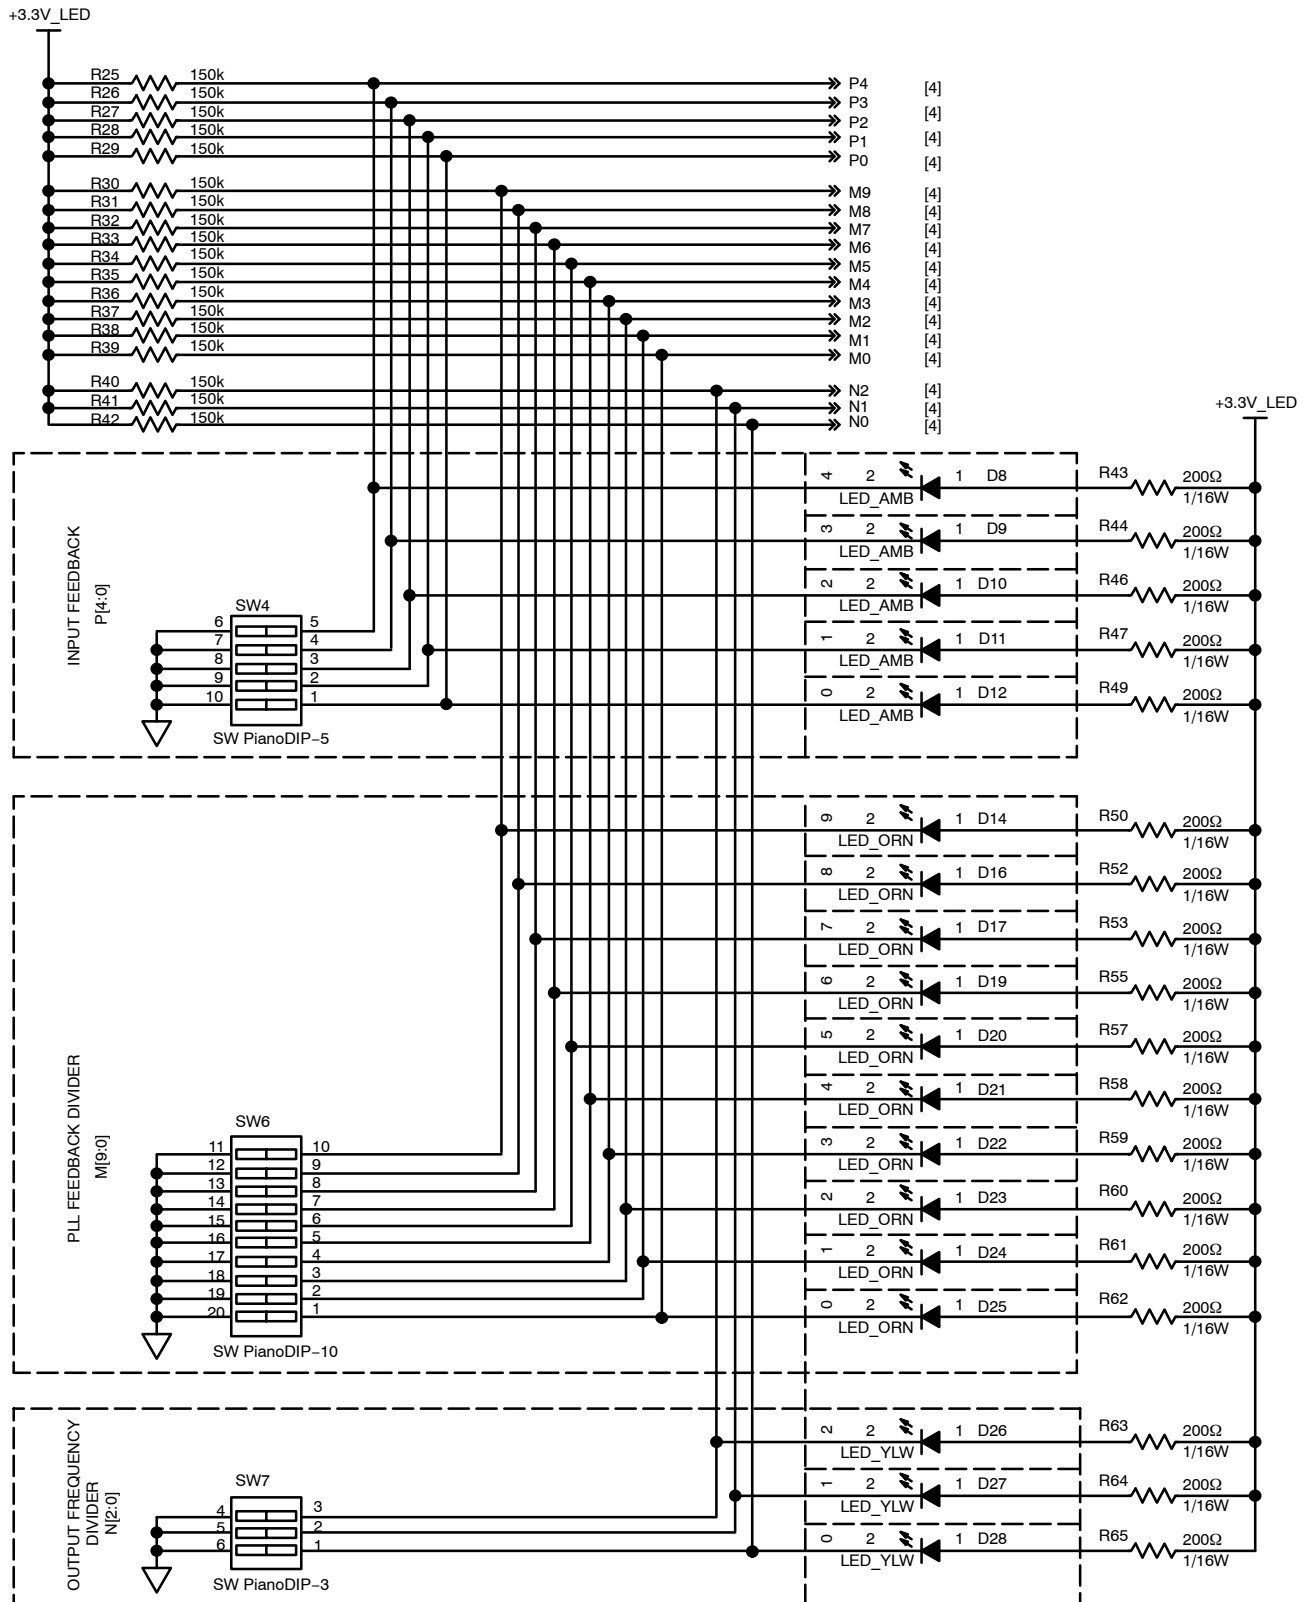 +3.3V_LED
R25 150k P4 [4]
R26 150k P3
R27 150k P2 [4]
R28 150k P1 [4]
R29 150k P0 [4]
R30 150k M9 [4]
R31 150k M8 [4]
R32 150k M7 [4]
R33 150k M6 [4]
R34 150k M5 [4]
R35 150k M4 [4]
R36 150k M3 [4]
R37 150k M2 [4]
R38 150k M1 [4]
R39 150k M0 [4]
R40 150k N2 [4]
R41 150k N1 [4]
R42 150k N0 [4]
+3.3V_LED
INPUT FEEDBACK
P[4:0]
4 2 1 D8 R43 200Ω
LED_AMB 1/16W
3 2 1 D9 R44 200Ω
LED_AMB 1/16W
2 2 1 D10 R46 200Ω
LED_AMB 1/16W
1 2 1 D11 R47 200Ω
LED_AMB 1/16W
0 2 1 D12 R49 200Ω
LED_AMB 1/16W
SW4
6 5
7 4
8 3
9 2
10 1
SW PianoDIP−5
PLL FEEDBACK DIVIDER
M[9:0]
9 2 1 D14 R50 200Ω
LED_ORN 1/16W
8 2 1 D16 R52 200Ω
LED_ORN 1/16W
7 2 1 D17 R53 200Ω
LED_ORN 1/16W
6 2 1 D19 R55 200Ω
LED_ORN 1/16W
5 2 1 D20 R57 200Ω
LED_ORN 1/16W
4 2 1 D21 R58 200Ω
LED_ORN 1/16W
3 2 1 D22 R59 200Ω
LED_ORN 1/16W
2 2 1 D23 R60 200Ω
LED_ORN 1/16W
1 2 1 D24 R61 200Ω
LED_ORN 1/16W
0 2 1 D25 R62 200Ω
LED_ORN 1/16W
SW6
11 10
12 9
13 8
14 7
15 6
16 5
17 4
18 3
19 2
20 1
SW PianoDIP−10
OUTPUT FREQUENCY
DIVIDER
N[2:0]
2 2 1 D26 R63 200Ω
LED_YLW 1/16W
1 2 1 D27 R64 200Ω
LED_YLW 1/16W
0 2 1 D28 R65 200Ω
LED_YLW 1/16W
SW7
4 3
5 2
6 1
SW PianoDIP−3